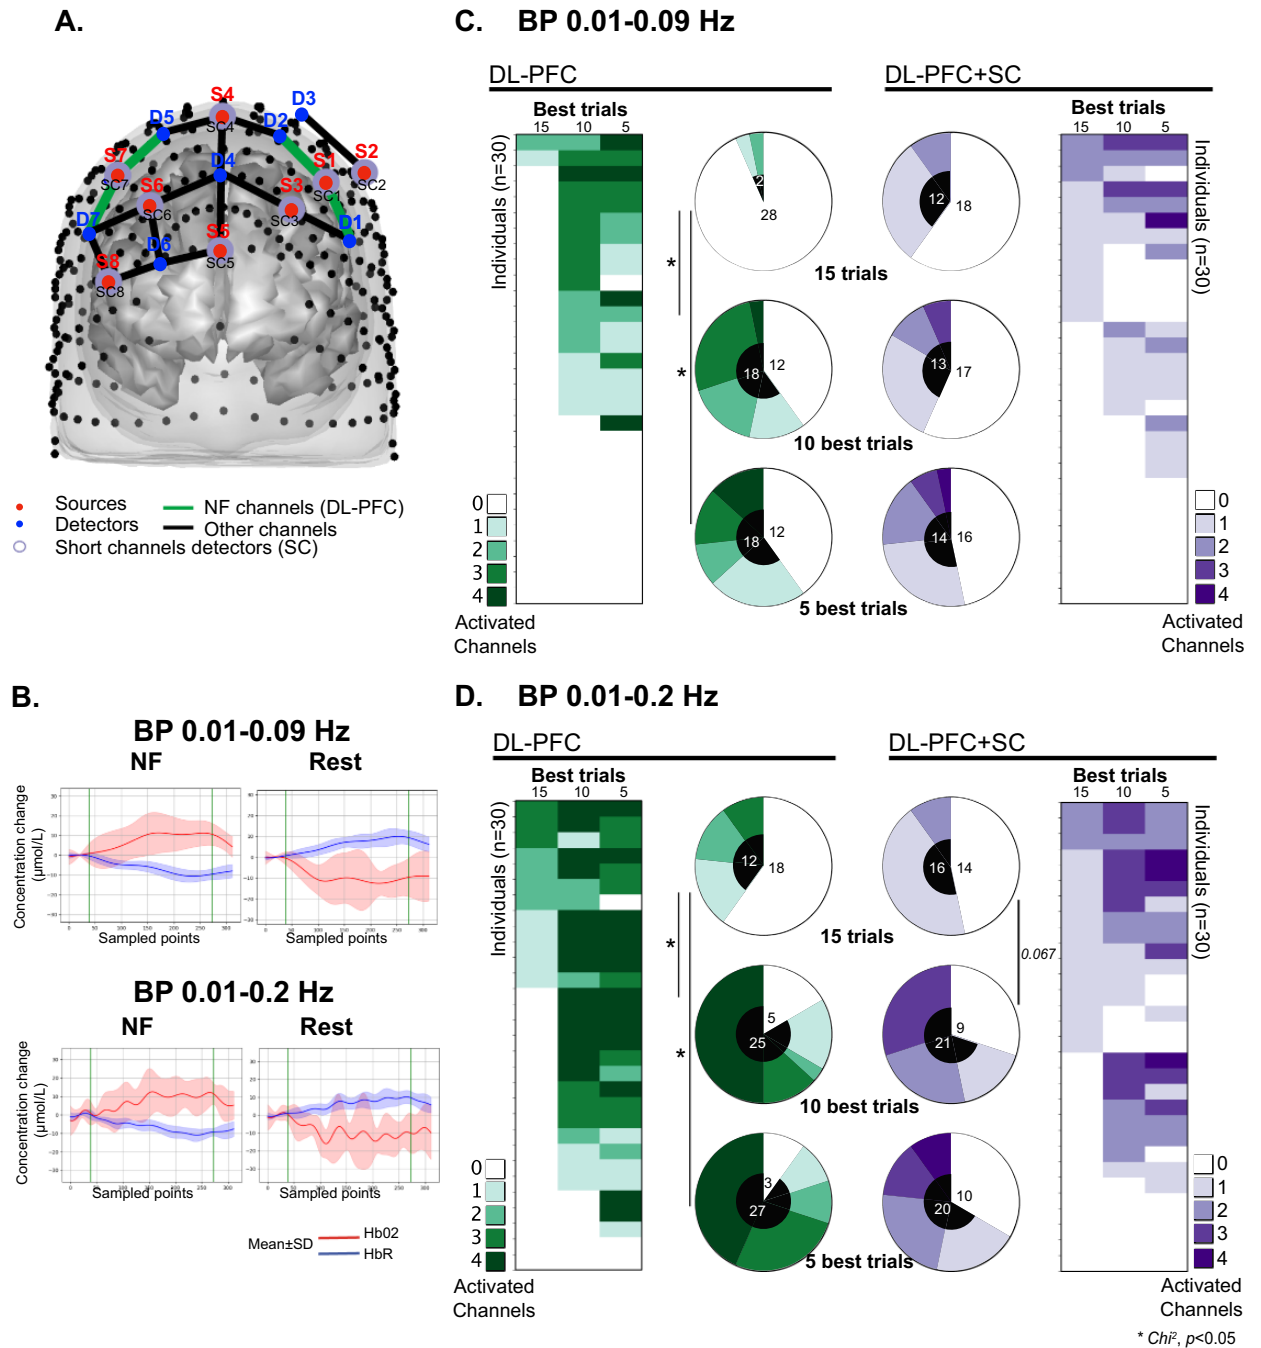 A.
S4
D3
D5
D2
SC4
S7
S1
S2
D4
SC7
S6
S3
SC1
SC2
D7
SC6
SC3
D1
S5
D6
S8
SC5
SC8
Sources
Detectors
Short channels detectors (SC)
NF channels (DL-PFC)
Other channels
B.
BP 0.01-0.09 Hz
NF
Rest
Concentration change
(µmol/L)
Sampled points
Sampled points
BP 0.01-0.2 Hz
NF
Rest
Concentration change
(µmol/L)
Sampled points
Sampled points
Mean±SD
Hb02
HbR
C. BP 0.01-0.09 Hz
DL-PFC
Best trials
15 10 5
Individuals (n=30)
0
1
2
3
4
Activated
Channels
2
28
15 trials
12
18
10 best trials
12
18
5 best trials
DL-PFC+SC
12
18
13
17
14
16
Best trials
15 10 5
Individuals (n=30)
0
1
2
3
4
Activated
Channels
*
*
D. BP 0.01-0.2 Hz
DL-PFC
Best trials
15 10 5
Individuals (n=30)
0
1
2
3
4
Activated
Channels
12
18
15 trials
5
25
10 best trials
3
27
5 best trials
*
*
DL-PFC+SC
16
14
0.067
9
21
10
20
Best trials
15 10 5
Individuals (n=30)
0
1
2
3
4
Activated
Channels
* Chi², p<0.05